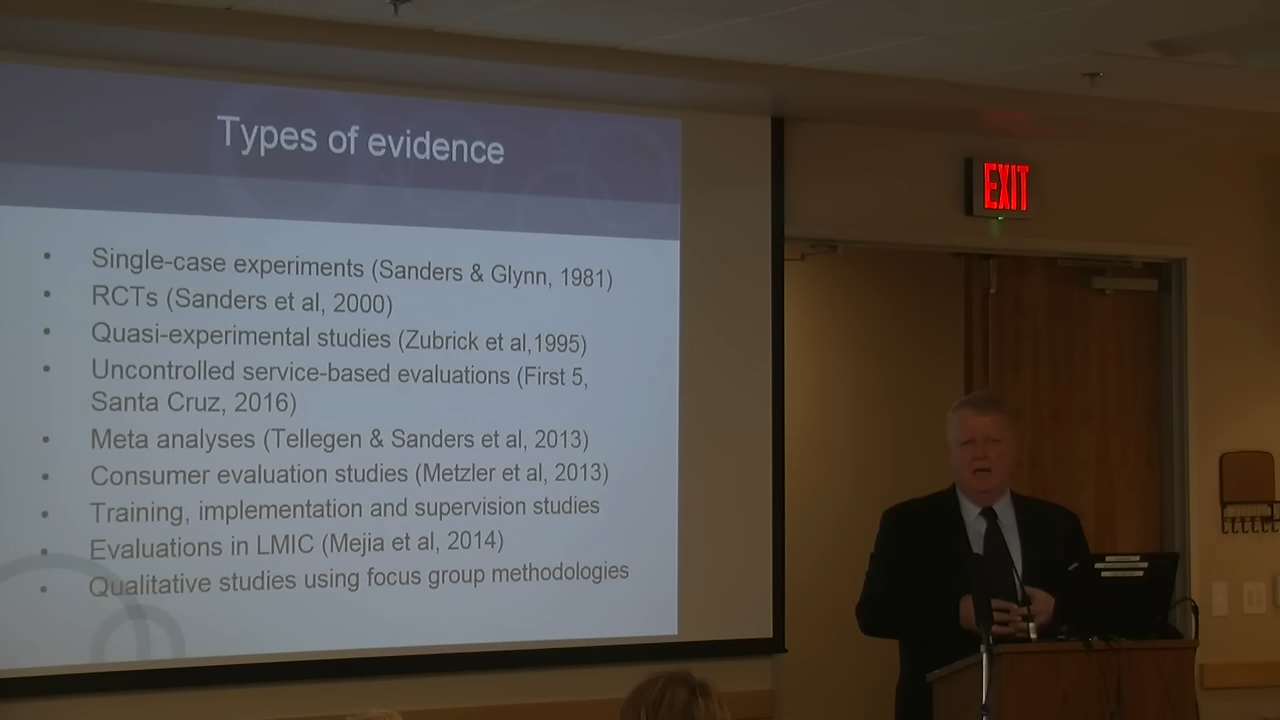 Types of evidence
• Single-case experiments (Sanders & Glynn, 1981)
• RCTs (Sanders et al, 2000)
• Quasi-experimental studies (Zubrick et al,1995)
• Uncontrolled service-based evaluations (First 5,
Santa Cruz, 2016)
• Meta analyses (Tellegen & Sanders et al, 2013)
• Consumer evaluation studies (Metzler et al, 2013)
• Training, implementation and supervision studies
• Evaluations in LMIC (Mejia et al, 2014)
• Qualitative studies using focus group methodologies
EXIT